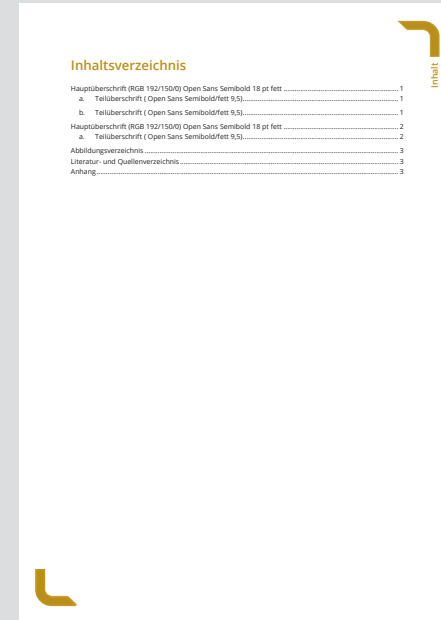 Inhalt
Inhaltsverzeichnis
Hauptüberschrift (RGB 192/150/0) Open Sans Semibold 18 pt fett ........................................................ 1
a. Teilüberschrift ( Open Sans Semibold/fett 9,5)........................................................................... 1
b. Teilüberschrift ( Open Sans Semibold/fett 9,5)........................................................................... 1
Hauptüberschrift (RGB 192/150/0) Open Sans Semibold 18 pt fett ........................................................ 2
a. Teilüberschrift ( Open Sans Semibold/fett 9,5)........................................................................... 2
Abbildungsverzeichnis ............................................................................................................................ 3
Literatur- und Quellenverzeichnis ........................................................................................................... 3
Anhang.................................................................................................................................................... 3